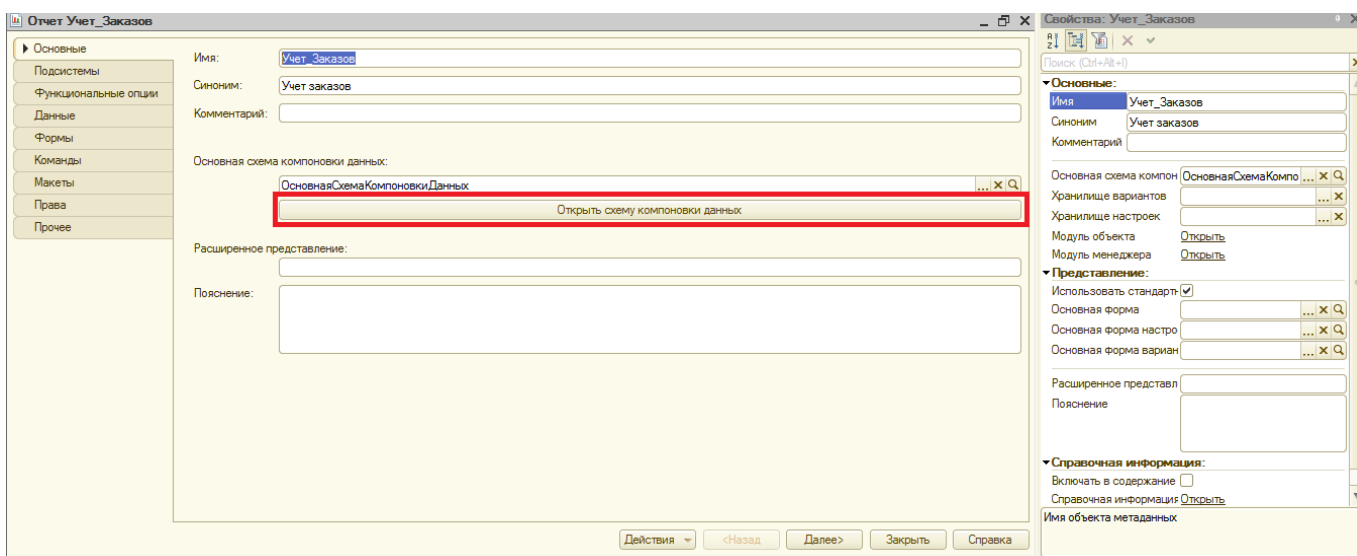 Отчет Учет_Заказов
Основные
Подсистемы
Функциональные опции
Данные
Формы
Команды
Макеты
Права
Прочее
Имя:
Учет_Заказов
Синоним:
Учет заказов
Комментарий:
Основная схема компоновки данных:
ОсновнаяСхемаКомпоновкиДанных
...
Открыть схему компоновки данных
Расширенное представление:
Пояснение:
Действия
<Назад
Далее>
Закрыть
Справка
Свойства: Учет_Заказов
Поиск (Ctrl+Alt+I)
Основные:
Имя Учет_Заказов
Синоним Учет заказов
Комментарий
Основная схема компон ОсновнаяСхемаКомпо ...
Хранилище вариантов ...
Хранилище настроек ...
Модуль объекта Открыть
Модуль менеджера Открыть
Представление:
Использовать стандартн
Основная форма ...
Основная форма настро ...
Основная форма вариан ...
Расширенное представл
Пояснение
Справочная информация:
Включать в содержание
Справочная информация Открыть
Имя объекта метаданных